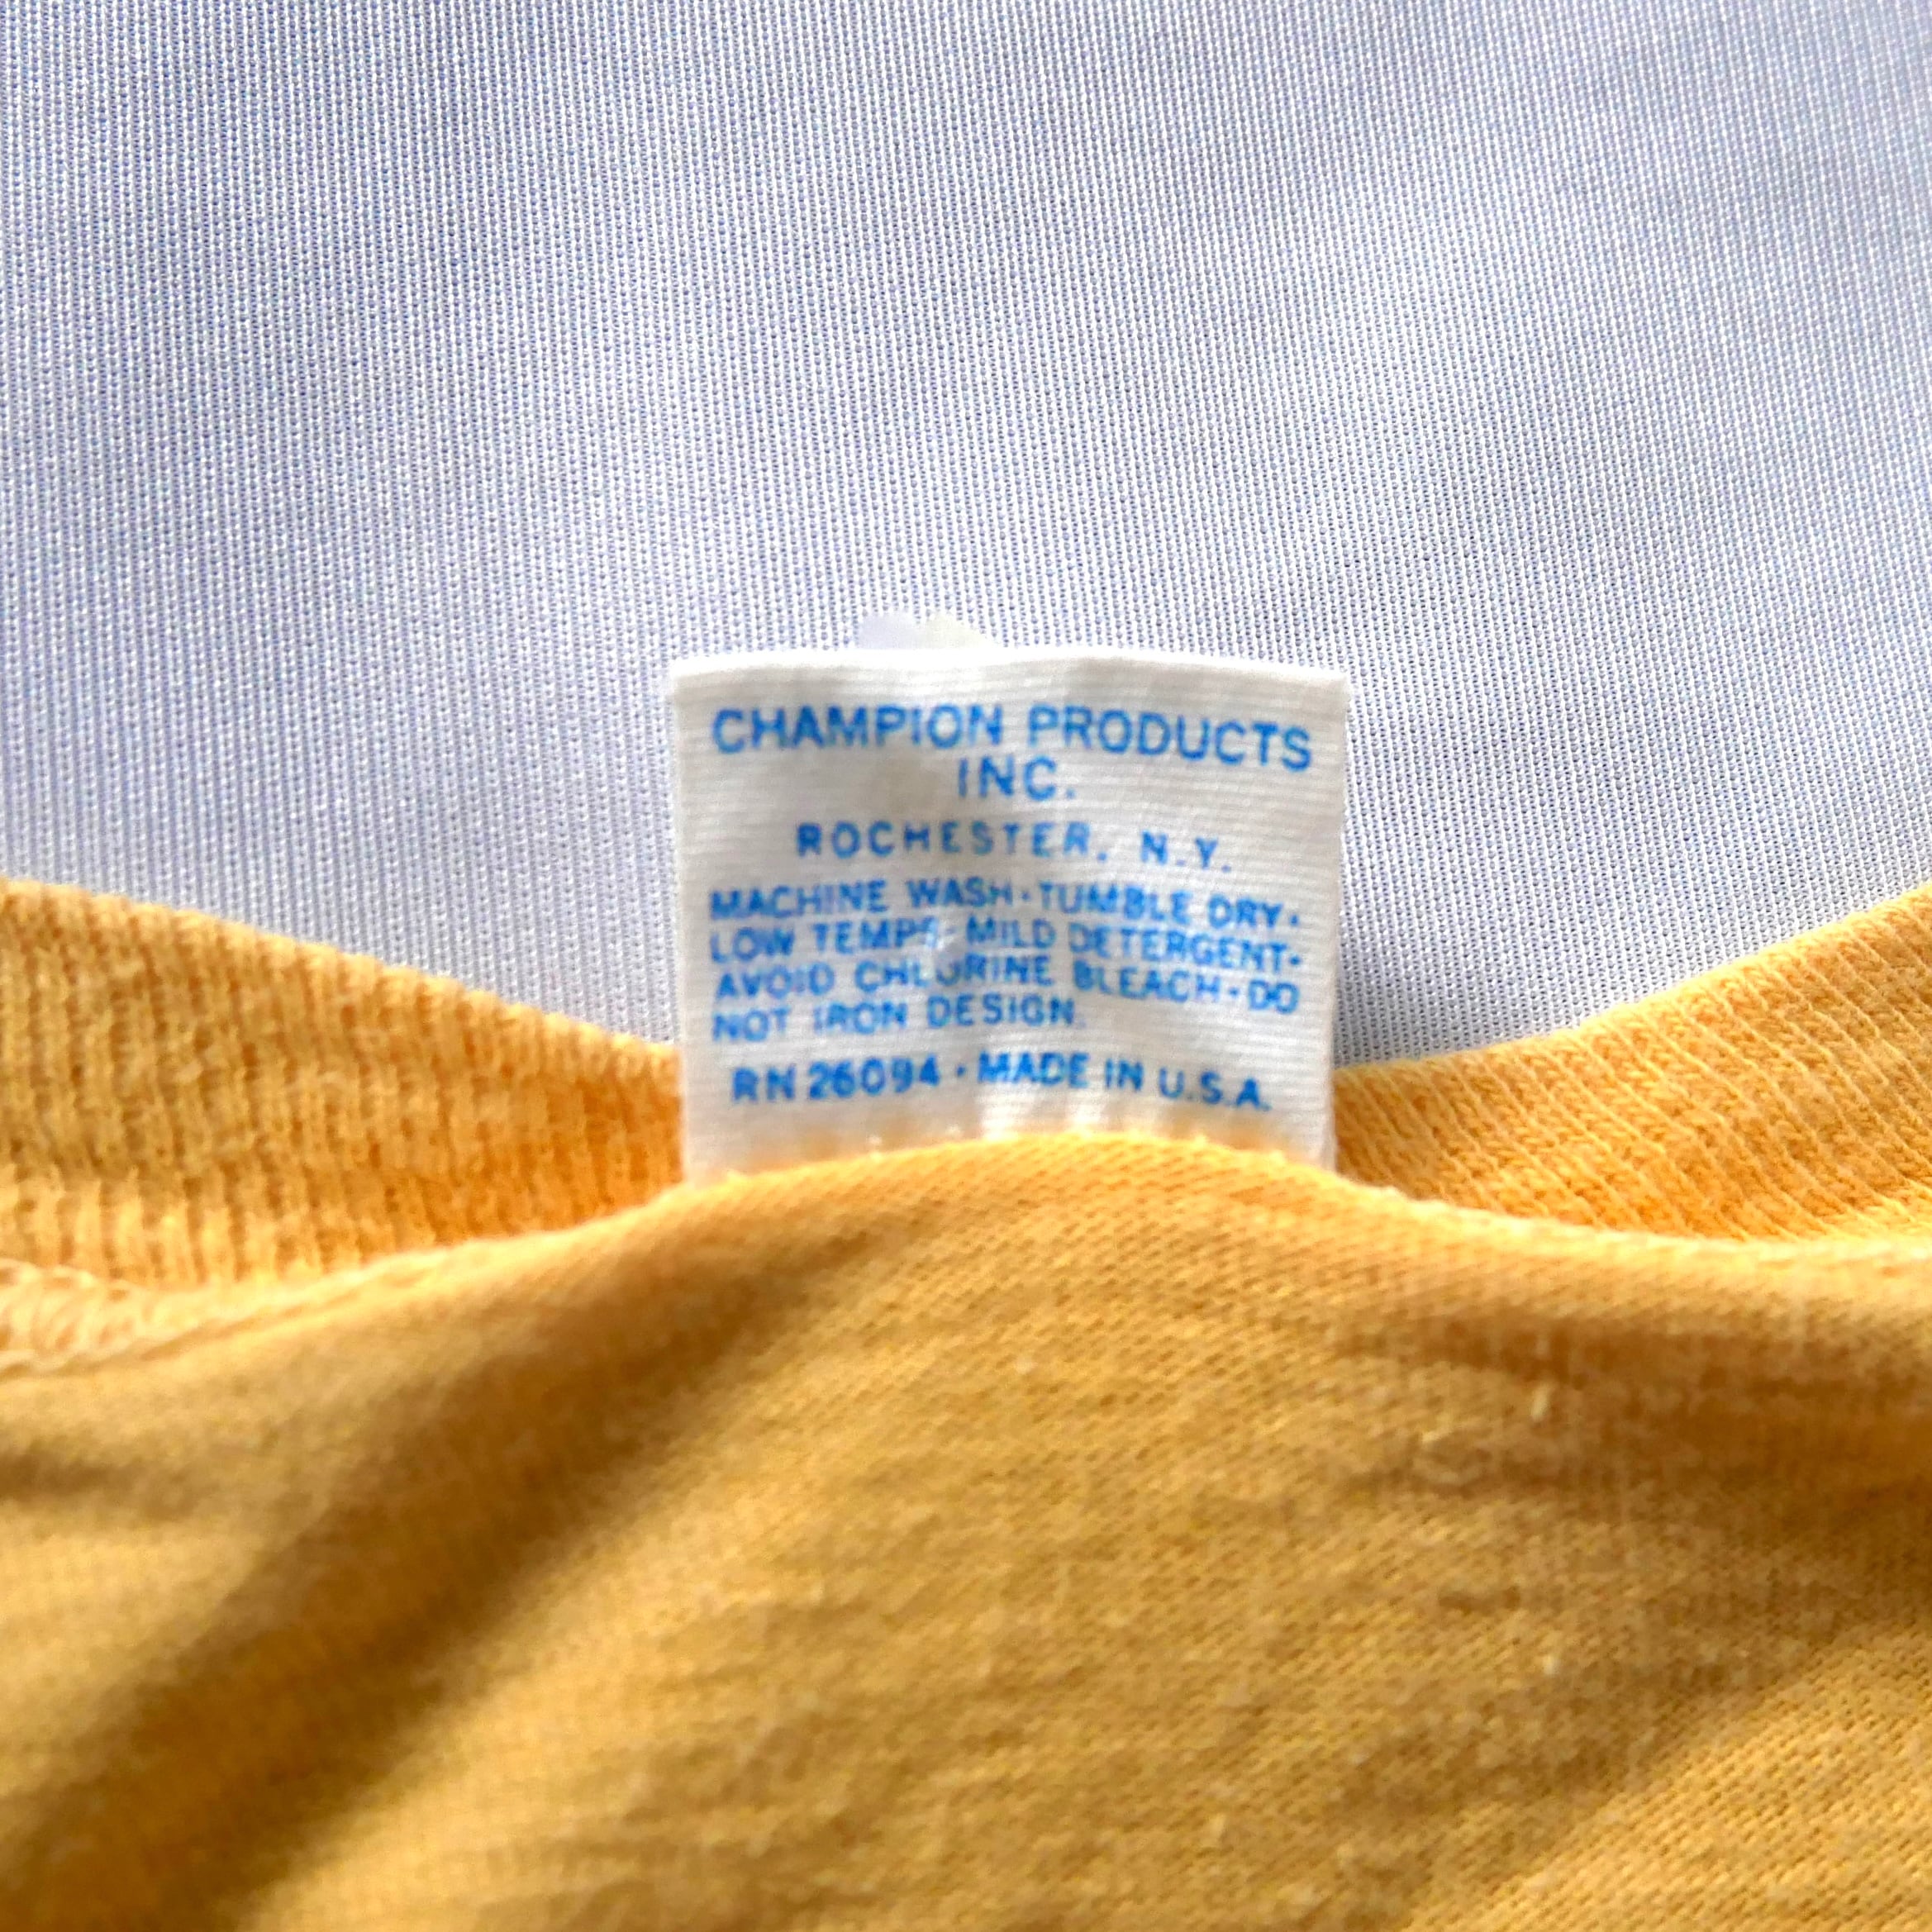 CHAMPION PRODUCTS
INC.
ROCHESTER, N.Y.
MACHINE WASH · TUMBLE DRY ·
LOW TEMPS · MILD DETERGENT ·
AVOID CHLORINE BLEACH · DO
NOT IRON DESIGN.
RN 26094 · MADE IN U.S.A.